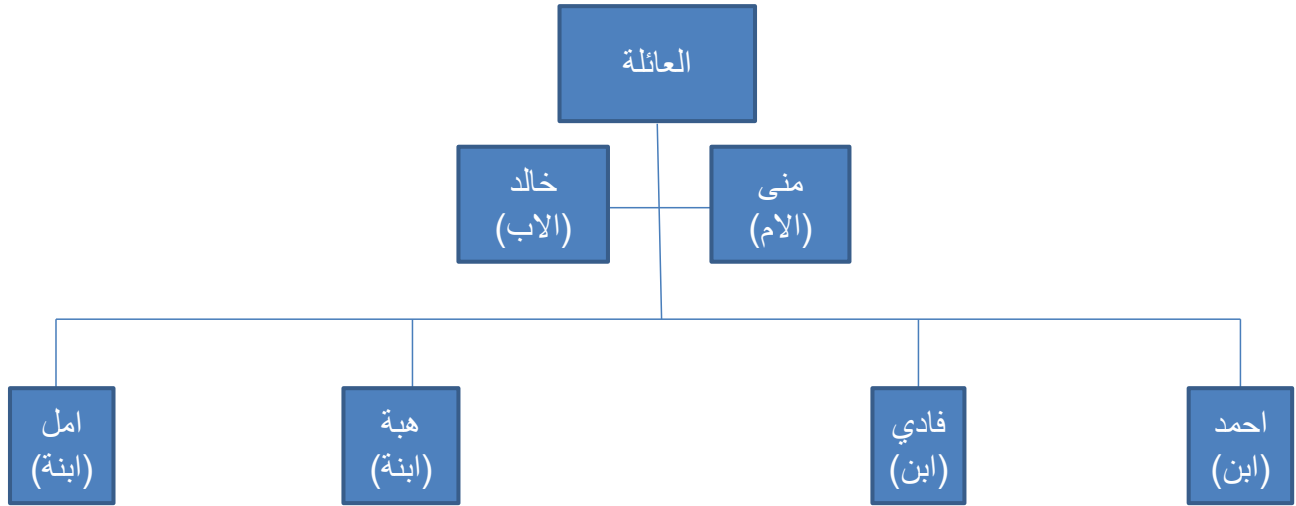 العائلة
منى
(الام)
خالد
(الاب)
احمد
(ابن)
فادي
(ابن)
هبة
(ابنة)
امل
(ابنة)